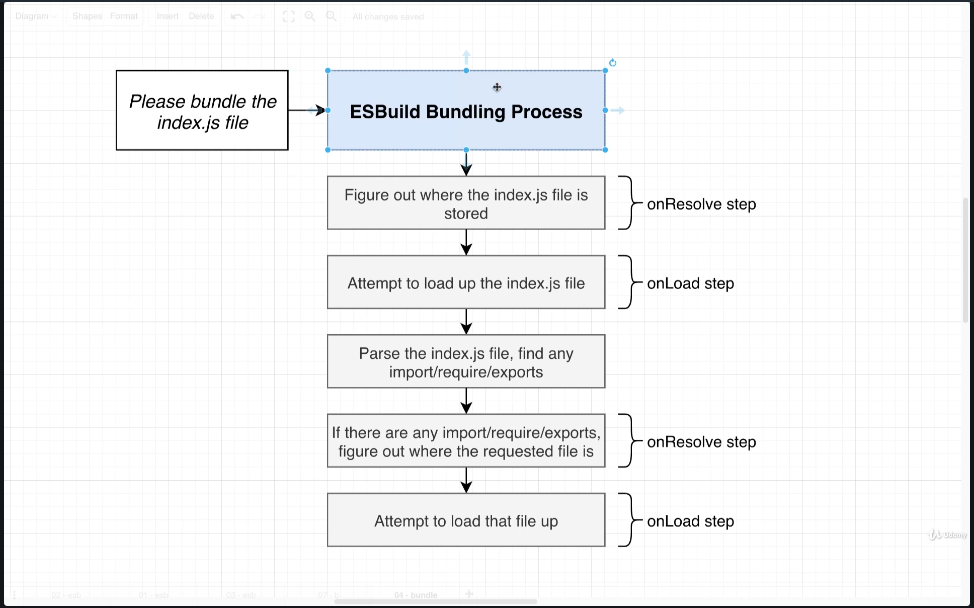 Diagram
Shapes Format
Insert Delete
All changes saved
Please bundle the
index.js file
ESBuild Bundling Process
Figure out where the index.js file is
stored
onResolve step
Attempt to load up the index.js file
onLoad step
Parse the index.js file, find any
import/require/exports
If there are any import/require/exports,
figure out where the requested file is
onResolve step
Attempt to load that file up
onLoad step
Udemy
04 - bundle